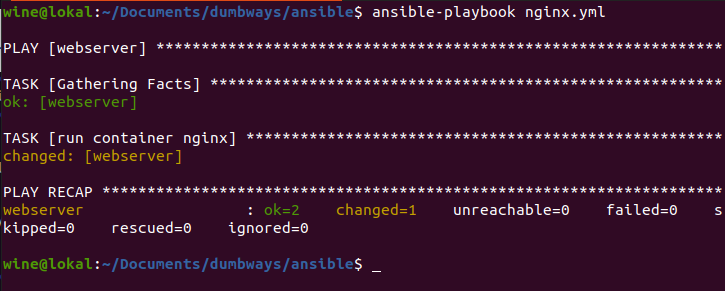 wine@lokal:~/Documents/dumbways/ansible$ ansible-playbook nginx.yml
PLAY [webserver] ***************************************************************
TASK [Gathering Facts] *********************************************************
ok: [webserver]
TASK [run container nginx] *****************************************************
changed: [webserver]
PLAY RECAP *********************************************************************
webserver                  : ok=2    changed=1    unreachable=0    failed=0    s
kipped=0    rescued=0    ignored=0
wine@lokal:~/Documents/dumbways/ansible$ _